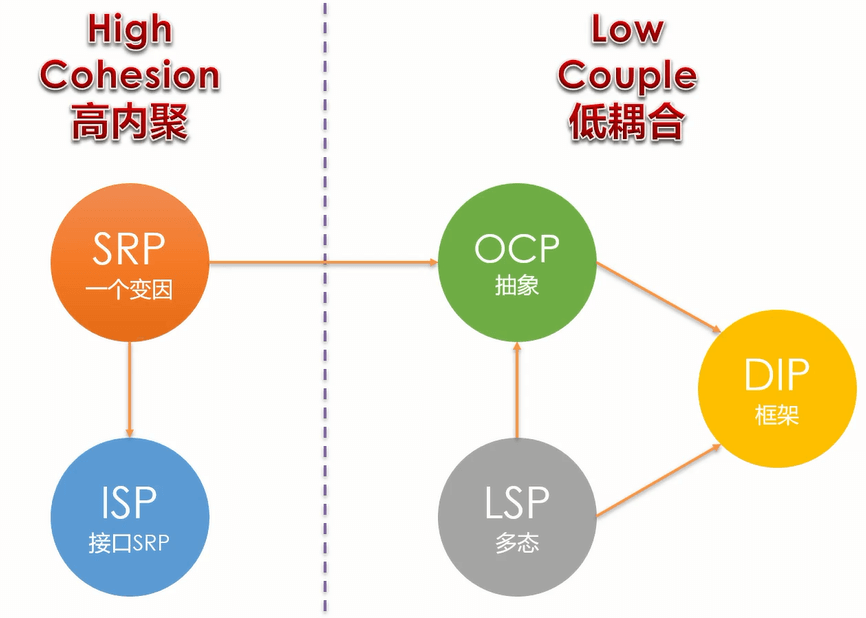 High
Cohesion
高内聚
Low
Couple
低耦合
SRP
一个变因
OCP
抽象
DIP
框架
ISP
接口SRP
LSP
多态